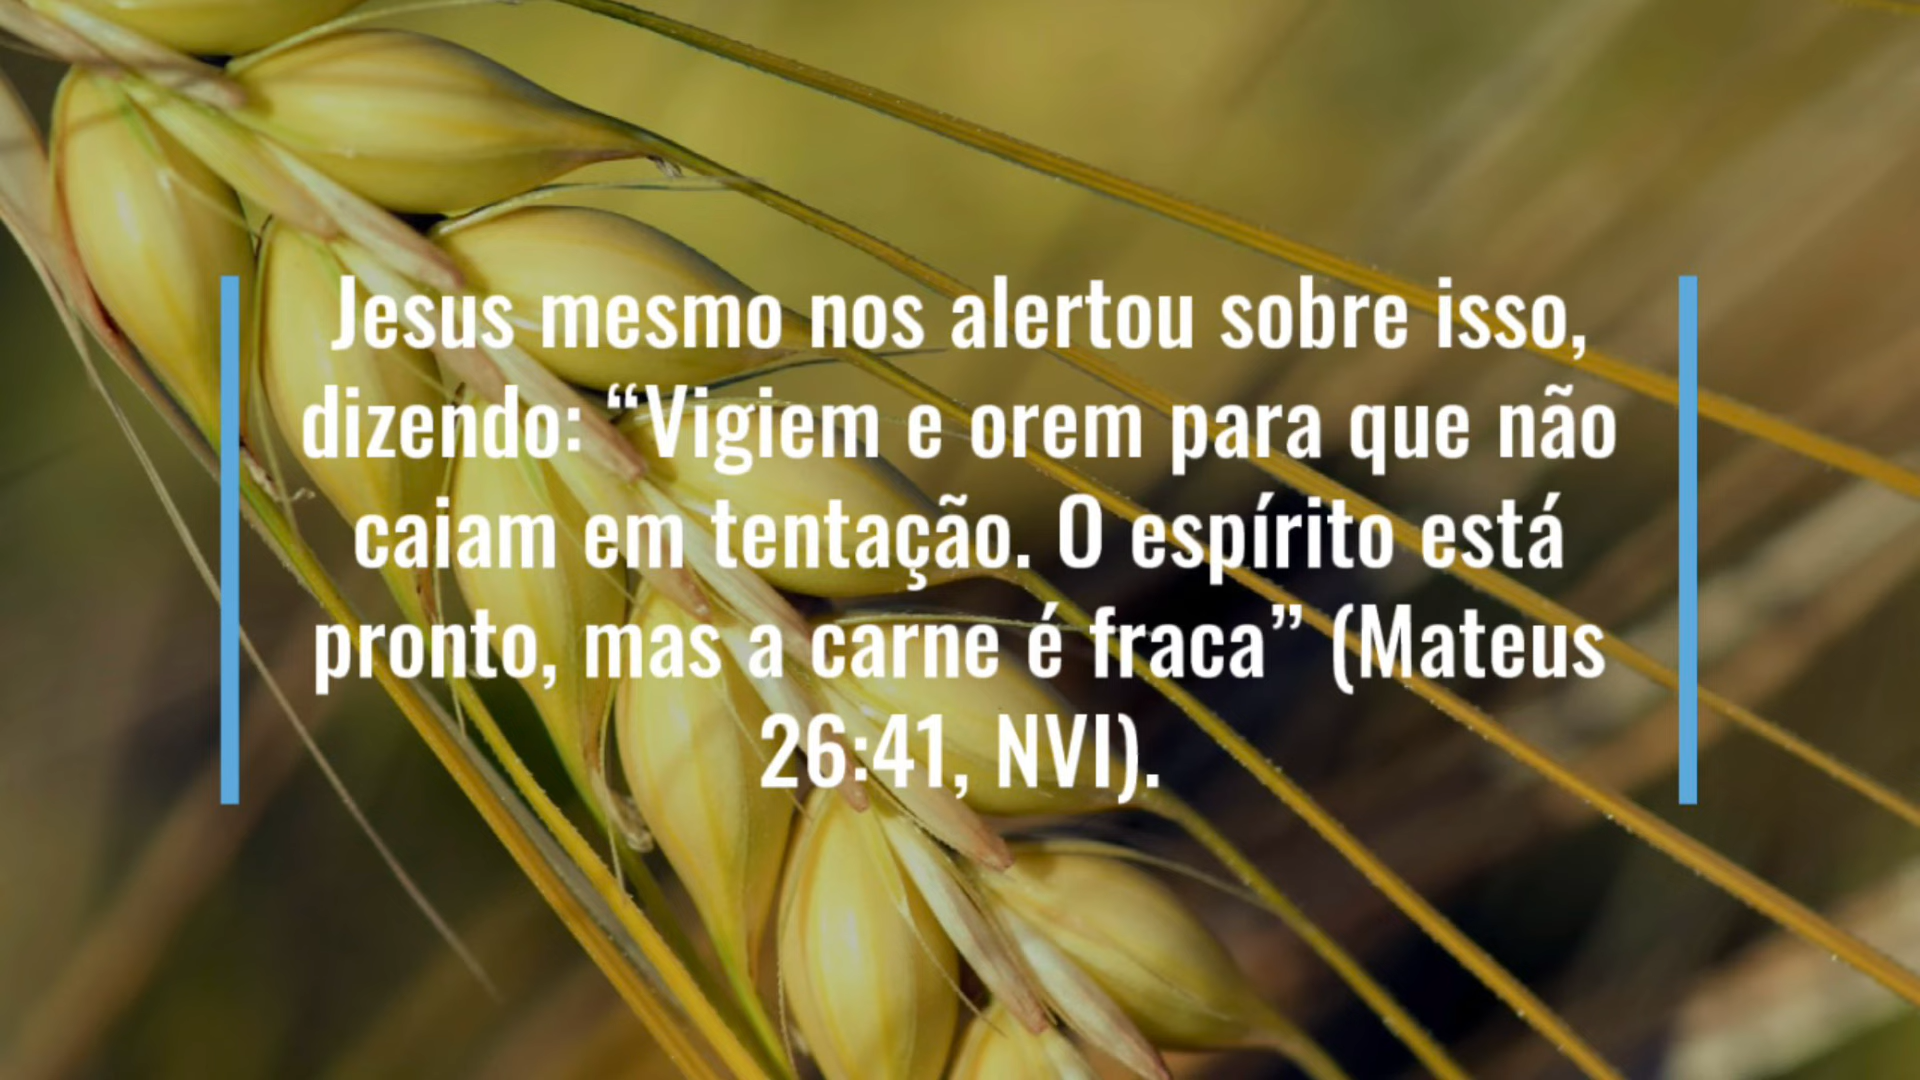 Jesus mesmo nos alertou sobre isso,
dizendo: “Vigiem e orem para que não
caiam em tentação. O espírito está
pronto, mas a carne é fraca” (Mateus
26:41, NVI).